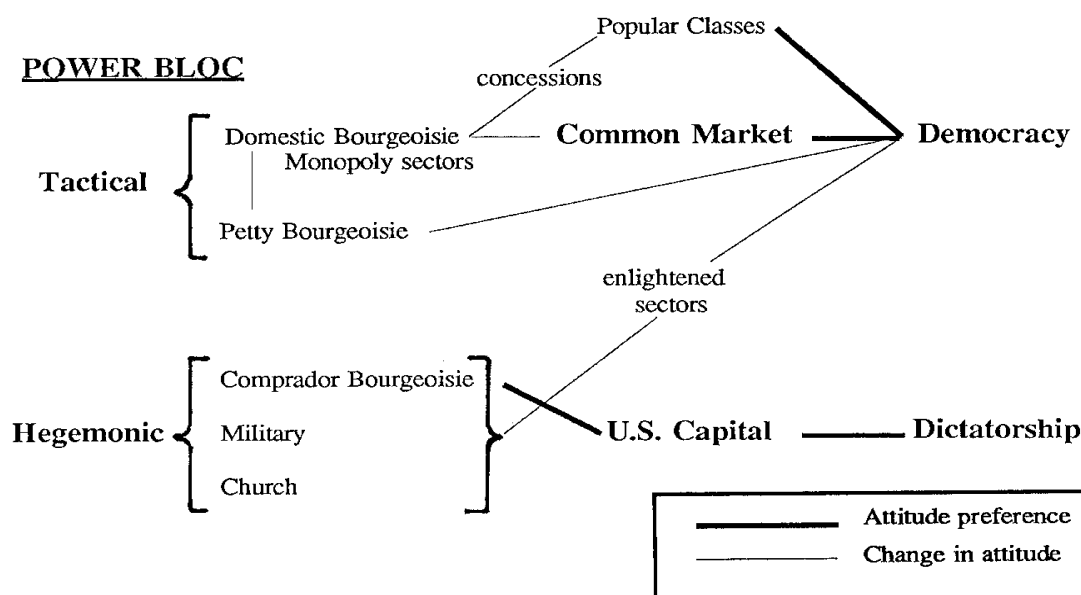 Popular Classes
POWER BLOC
concessions
Domestic Bourgeoisie
Common Market
Democracy
Monopoly sectors
Tactical
Petty Bourgeoisie
enlightened
sectors
Comprador Bourgeoisie
Hegemonic
Military
U.S. Capital
Dictatorship
Church
Attitude preference
Change in attitude